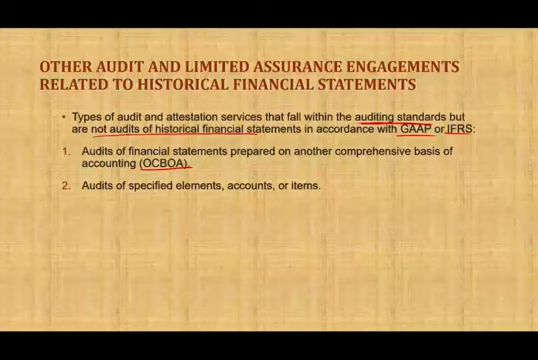 OTHER AUDIT AND LIMITED ASSURANCE ENGAGEMENTS
RELATED TO HISTORICAL FINANCIAL STATEMENTS
• Types of audit and attestation services that fall within the auditing standards but
are not audits of historical financial statements in accordance with GAAP or IFRS:
1. Audits of financial statements prepared on another comprehensive basis of
accounting (OCBOA).
2. Audits of specified elements, accounts, or items.